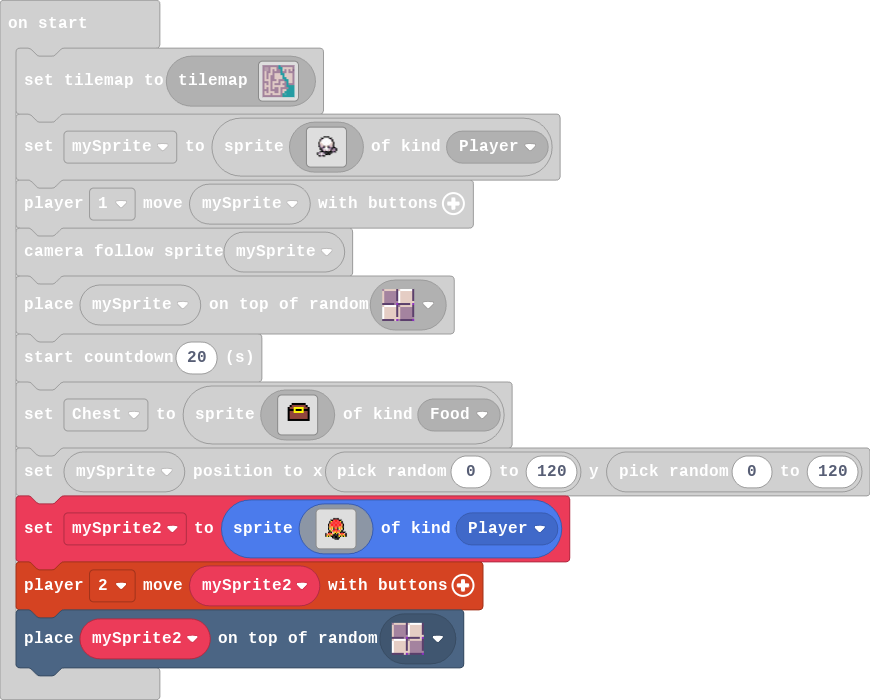 on start
set tilemap to tilemap
set mySprite to sprite of kind Player
player 1 move mySprite with buttons
camera follow sprite mySprite
place mySprite on top of random
start countdown 20 (s)
set Chest to sprite of kind Food
set mySprite position to x pick random 0 to 120 y pick random 0 to 120
set mySprite2 to sprite of kind Player
player 2 move mySprite2 with buttons
place mySprite2 on top of random